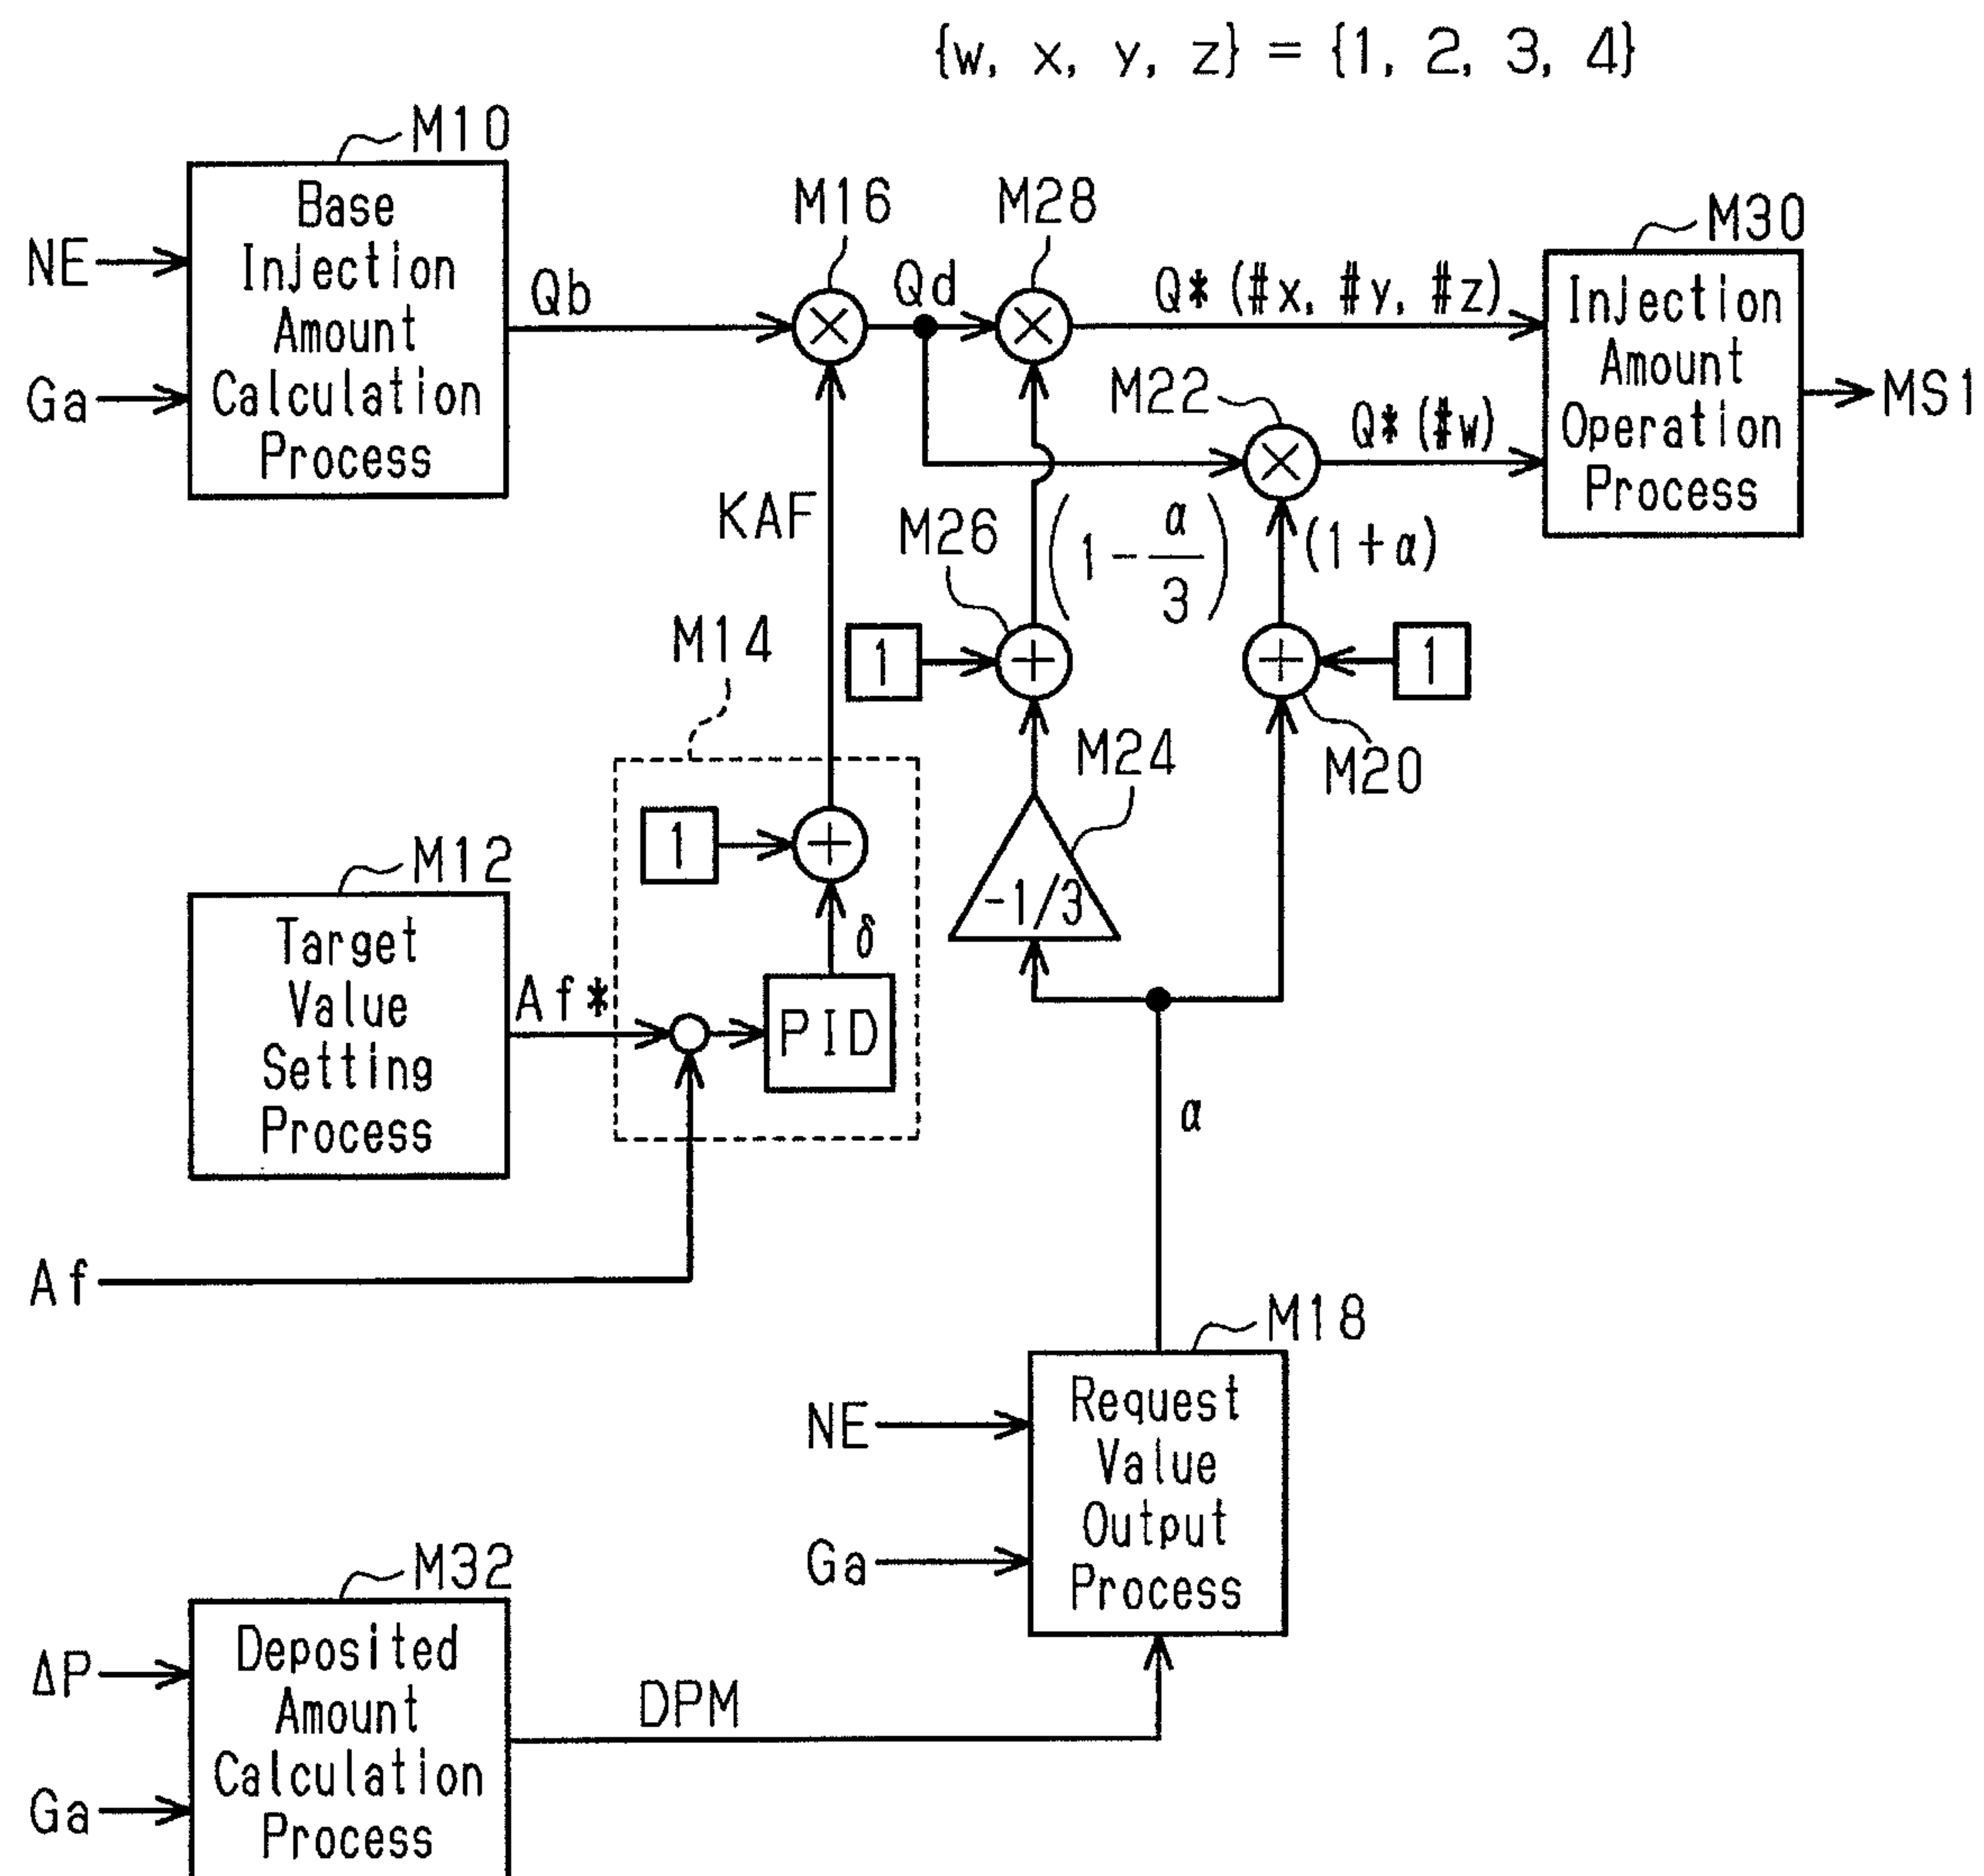 {w, x, y, z} = {1, 2, 3, 4}
M10
Base
Injection
Amount
Calculation
Process
NE
Ga
Qb
M16
M28
Qd
Q* (#x, #y, #z)
M30
Injection
Amount
Operation
Process
MS1
M22
Q* (#w)
KAF
M26
(1 - α/3)
(1+α)
1
1
M20
M14
M24
-1/3
1
δ
PID
M12
Target
Value
Setting
Process
Af*
Af
α
M18
Request
Value
Output
Process
NE
Ga
M32
Deposited
Amount
Calculation
Process
ΔP
Ga
DPM